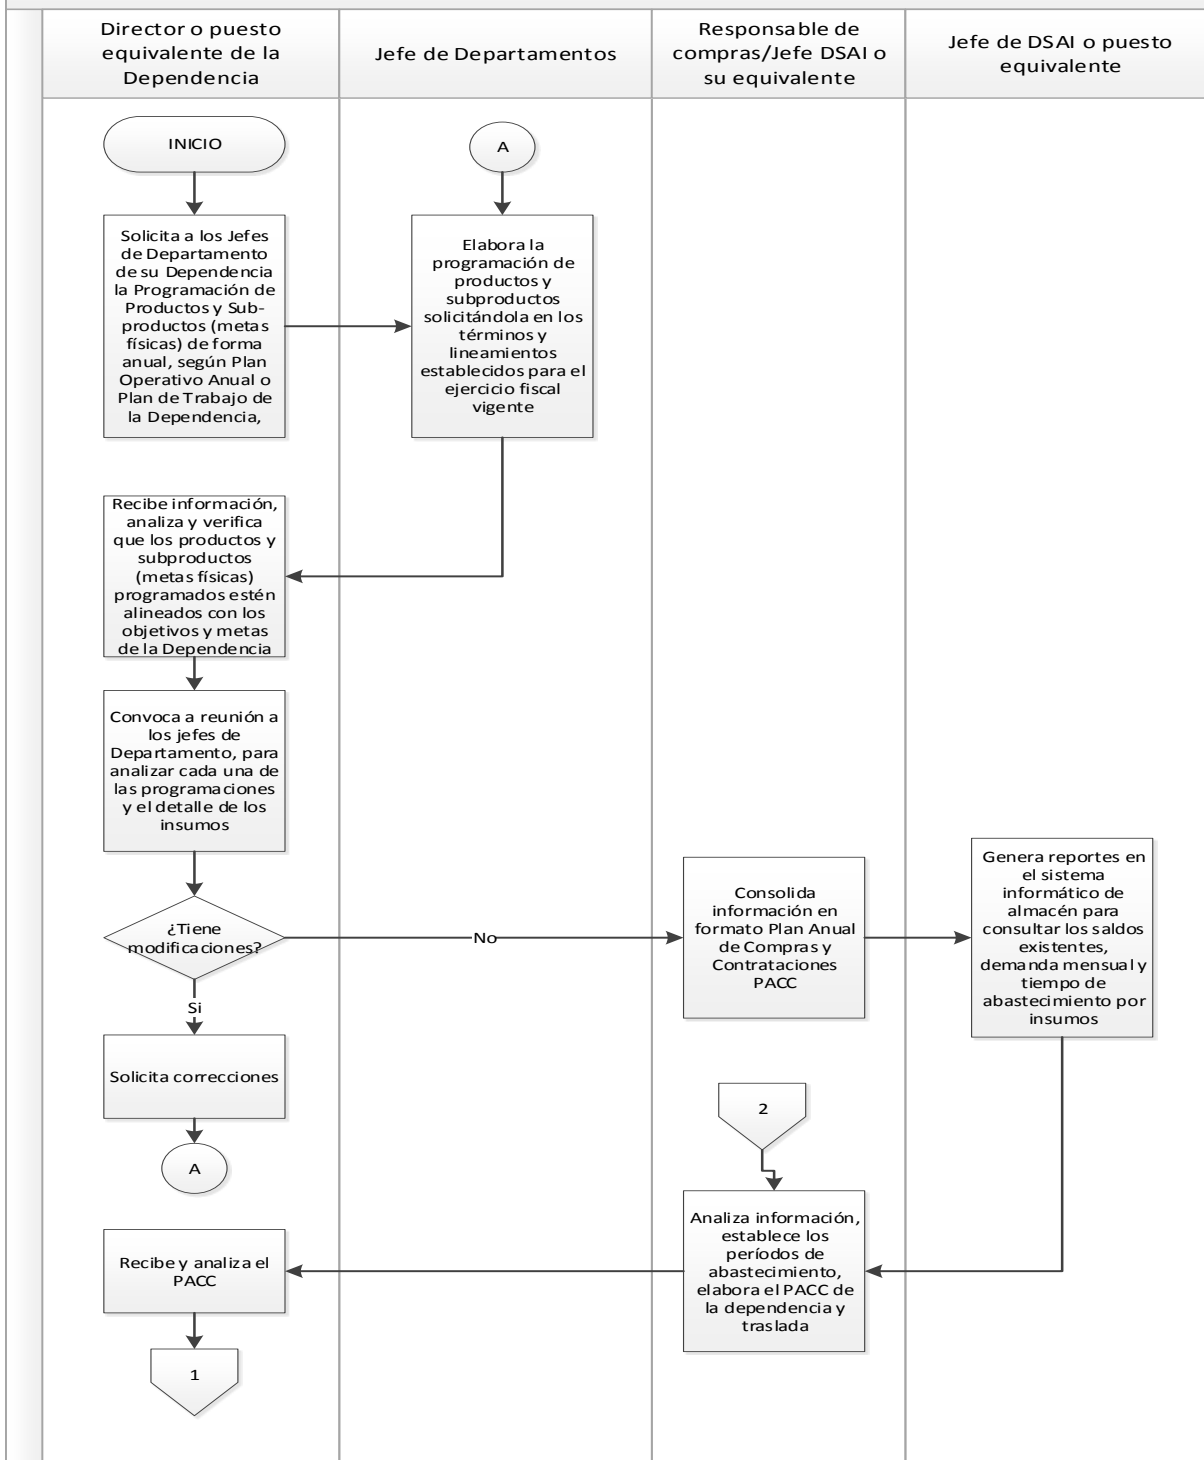 Director o puesto
equivalente de la
Dependencia
Jefe de Departamentos
Responsable de
compras/Jefe DSAI o
su equivalente
Jefe de DSAI o puesto
equivalente
INICIO
A
Solicita a los Jefes
de Departamento
de su Dependencia
la Programación de
Productos y Sub-
productos (metas
físicas) de forma
anual, según Plan
Operativo Anual o
Plan de Trabajo de
la Dependencia,
Elabora la
programación de
productos y
subproductos
solicitándola en los
términos y
lineamientos
establecidos para el
ejercicio fiscal
vigente
Recibe información,
analiza y verifica
que los productos y
subproductos
(metas físicas)
programados estén
alineados con los
objetivos y metas
de la Dependencia
Convoca a reunión a
los jefes de
Departamento, para
analizar cada una de
las programaciones
y el detalle de los
insumos
¿Tiene
modificaciones?
No
Consolida
información en
formato Plan Anual
de Compras y
Contrataciones
PACC
Genera reportes en
el sistema
informático de
almacén para
consultar los saldos
existentes,
demanda mensual y
tiempo de
abastecimiento por
insumos
Si
Solicita correcciones
A
2
Analiza información,
establece los
períodos de
abastecimiento,
elabora el PACC de
la dependencia y
traslada
Recibe y analiza el
PACC
1